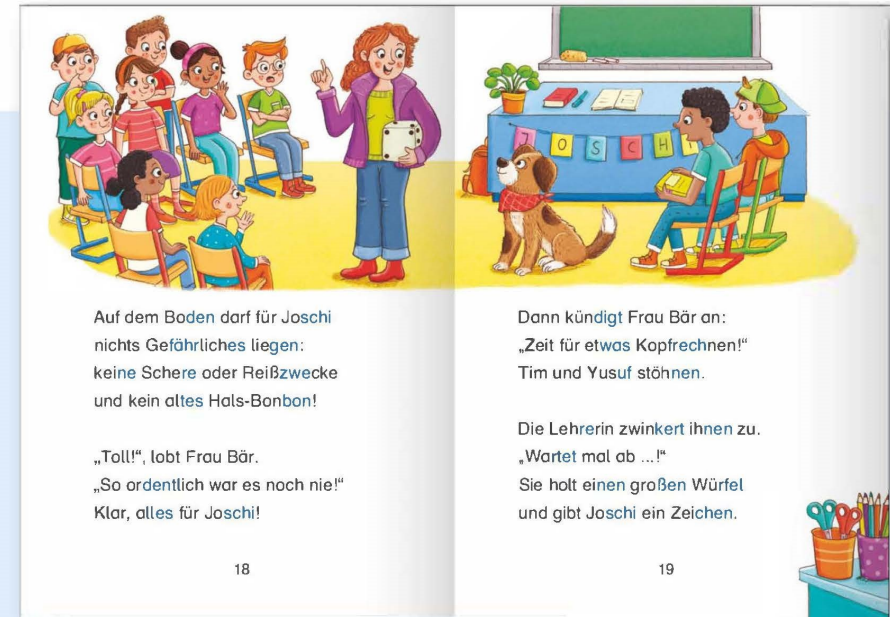 JOSCHI
Auf dem Boden darf für Joschi
nichts Gefährliches liegen:
keine Schere oder Reißzwecke
und kein altes Hals-Bonbon!
„Toll!“, lobt Frau Bär.
„So ordentlich war es noch nie!“
Klar, alles für Joschi!
18
Dann kündigt Frau Bär an:
„Zeit für etwas Kopfrechnen!“
Tim und Yusuf stöhnen.
Die Lehrerin zwinkert ihnen zu.
„Wartet mal ab ...!“
Sie holt einen großen Würfel
und gibt Joschi ein Zeichen.
19